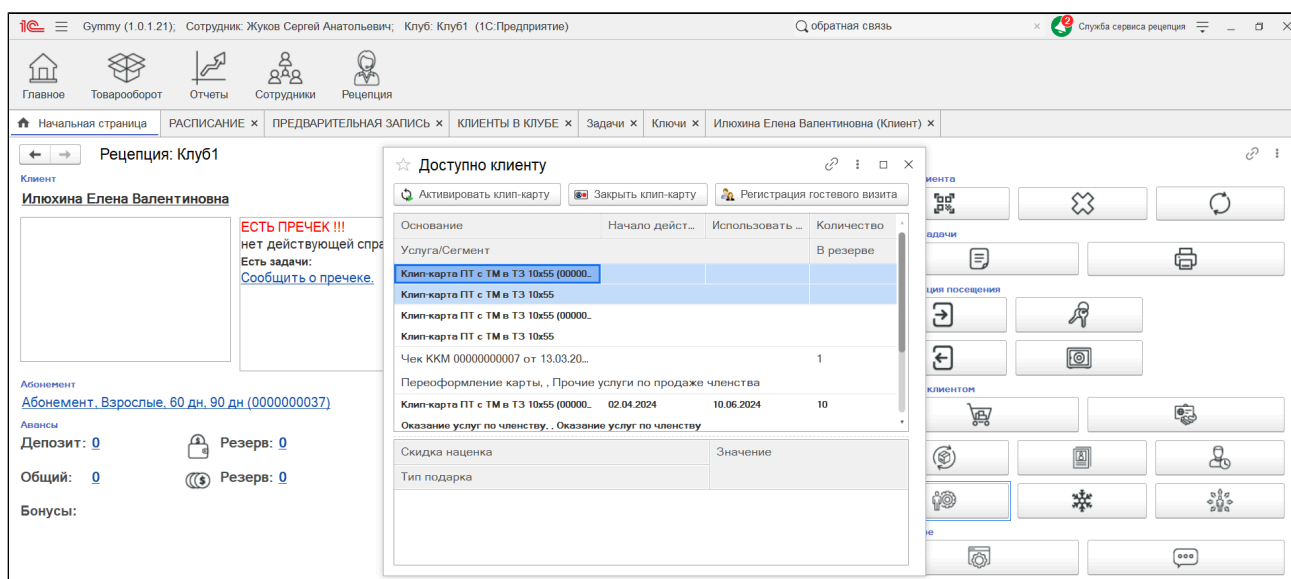 Gymmy (1.0.1.21); Сотрудник: Жуков Сергей Анатольевич; Клуб: Клуб1 (1С:Предприятие)
обратная связь
2
Служба сервиса рецепция
Главное
Товарооборот
Отчеты
Сотрудники
Рецепция
Начальная страница
РАСПИСАНИЕ ×
ПРЕДВАРИТЕЛЬНАЯ ЗАПИСЬ ×
КЛИЕНТЫ В КЛУБЕ ×
Задачи ×
Ключи ×
Илюхина Елена Валентиновна (Клиент) ×
Рецепция: Клуб1
Клиент
Илюхина Елена Валентиновна
ЕСТЬ ПРЕЧЕК !!!
нет действующей спра
Есть задачи:
Сообщить о пречеке.
Абонемент
Абонемент, Взрослые, 60 дн, 90 дн (0000000037)
Авансы
Депозит: 0
Резерв: 0
Общий: 0
Резерв: 0
Бонусы:
Доступно клиенту
Активировать клип-карту
Закрыть клип-карту
Регистрация гостевого визита
Основание
Начало дейст...
Использовать ...
Количество
Услуга/Сегмент
В резерве
Клип-карта ПТ с ТМ в ТЗ 10х55 (00000...
Клип-карта ПТ с ТМ в ТЗ 10х55
Клип-карта ПТ с ТМ в ТЗ 10х55 (00000...
Клип-карта ПТ с ТМ в ТЗ 10х55
Чек ККМ 00000000007 от 13.03.20...
1
Переоформление карты, , Прочие услуги по продаже членства
Клип-карта ПТ с ТМ в ТЗ 10х55 (00000...
02.04.2024
10.06.2024
10
Оказание услуг по членству, , Оказание услуг по членству
Скидка наценка
Значение
Тип подарка
иента
адачи
ция посещения
клиентом
ое